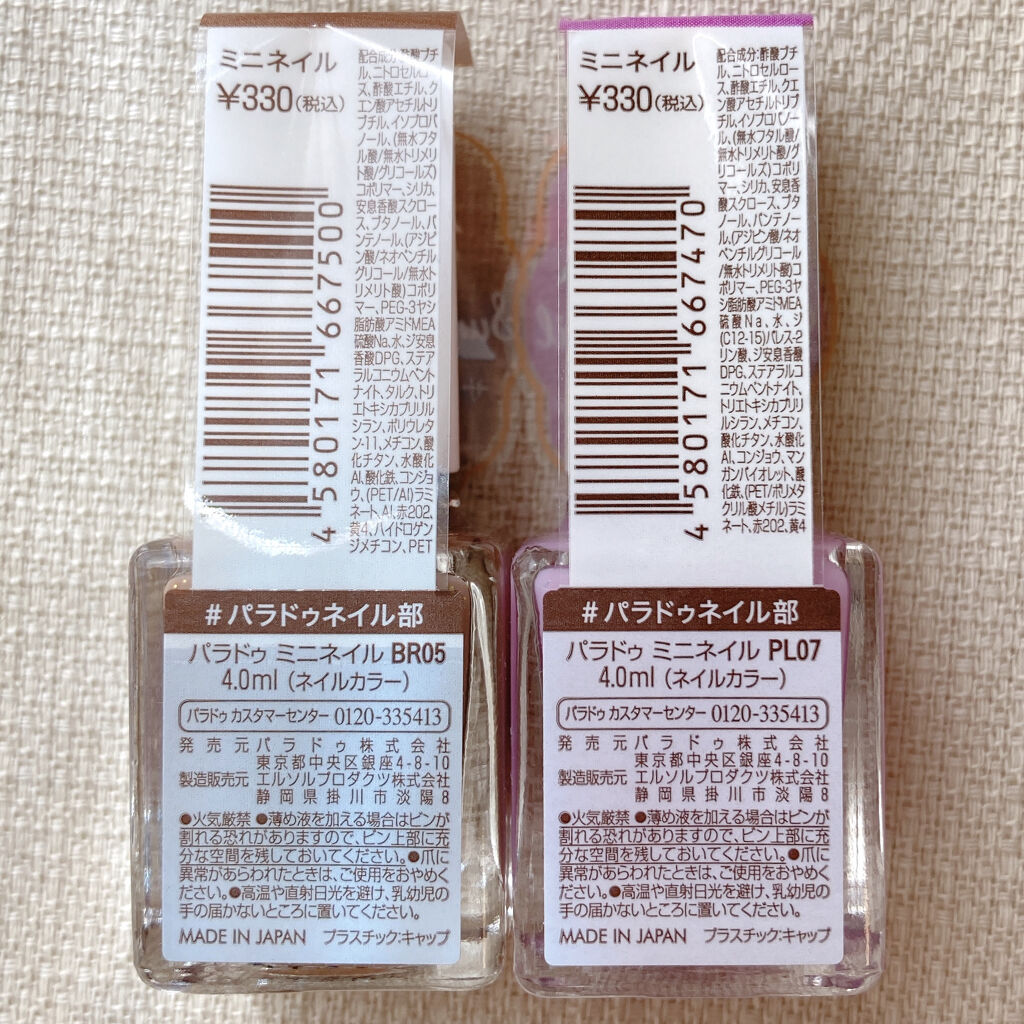 ミニネイル
¥330(税込)
4580171667500
配合成分:酢酸ブチ
ル、ニトロセルロー
ス、酢酸エチル、ク
エン酸アセチルトリ
ブチル、イソプロパ
ノール、(無水フタ
ル酸/無水トリメリ
ト酸/グリコールズ)
コポリマー、シリカ、
安息香酸スクロー
ス、ブタノール、パ
ンテノール、(アジピ
ン酸/ネオペンチル
グリコール/無水ト
リメリト酸)コポリ
マー、PEG-3ヤシ
脂肪酸アミドMEA
硫酸Na、水、ジ安息
香酸DPG、ステア
ラルコニウムベント
ナイト、タルク、トリ
エトキシカプリリル
シラン、ポリウレタ
ン-11、メチコン、酸
化チタン、水酸化
Al、酸化鉄、コンジョ
ウ、(PET/Al)ラミ
ネート、Al、赤202、
黄4、ハイドロゲン
ジメチコン、PET
#パラドゥネイル部
パラドゥ ミニネイル BR05
4.0ml (ネイルカラー)
パラドゥ カスタマーセンター 0120-335413
発売元 パラドゥ株式会社
東京都中央区銀座4-8-10
製造販売元 エルソルプロダクツ株式会社
静岡県掛川市淡陽8
●火気厳禁 ●薄め液を加える場合はビンが
割れる恐れがありますので、ビン上部に充
分な空間を残しておいてください。●爪に
異常があらわれたときは、ご使用をおやめく
ださい。●高温や直射日光を避け、乳幼児の
手の届かないところに置いてください。
MADE IN JAPAN プラスチック:キャップ
ミニネイル
¥330(税込)
4580171667470
配合成分:酢酸ブチ
ル、ニトロセルロー
ス、酢酸エチル、クエ
ン酸アセチルトリブ
チル、イソプロパノー
ル、(無水フタル酸/
無水トリメリト酸/グ
リコールズ)コポリ
マー、シリカ、安息香
酸スクロース、ブタ
ノール、パンテノー
ル、(アジピン酸/ネオ
ペンチルグリコール
/無水トリメリト酸)コ
ポリマー、PEG-3ヤ
シ脂肪酸アミドMEA
硫酸Na、水、ジ
(C12-15)パレス-2
リン酸、ジ安息香酸
DPG、ステアラルコ
ニウムベントナイト、
トリエトキシカプリリ
ルシラン、メチコン、
酸化チタン、水酸化
Al、コンジョウ、マン
ガンバイオレット、酸
化鉄、(PET/ポリメタ
クリル酸メチル)ラミ
ネート、赤202、黄4
#パラドゥネイル部
パラドゥ ミニネイル PL07
4.0ml (ネイルカラー)
パラドゥ カスタマーセンター 0120-335413
発売元 パラドゥ株式会社
東京都中央区銀座4-8-10
製造販売元 エルソルプロダクツ株式会社
静岡県掛川市淡陽8
●火気厳禁 ●薄め液を加える場合はビンが
割れる恐れがありますので、ビン上部に充
分な空間を残しておいてください。●爪に
異常があらわれたときは、ご使用をおやめく
ださい。●高温や直射日光を避け、乳幼児の
手の届かないところに置いてください。
MADE IN JAPAN プラスチック:キャップ